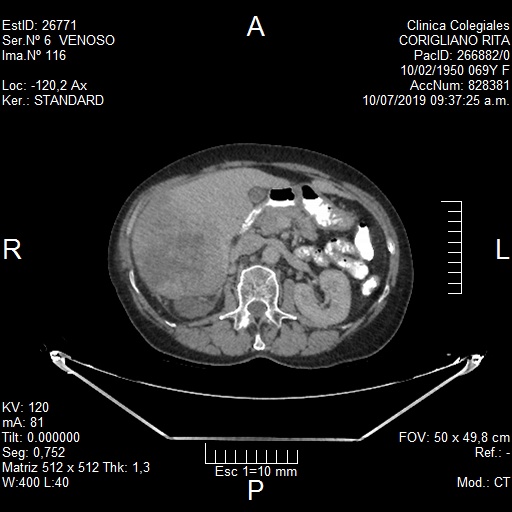 EstID: 26771
Ser.Nº 6 VENOSO
Ima.Nº 116
Loc: -120,2 Ax
Ker.: STANDARD
A
Clinica Colegiales
CORIGLIANO RITA
PacID: 266882/0
10/02/1950 069Y F
AccNum: 828381
10/07/2019 09:37:25 a.m.
R
L
KV: 120
mA: 81
Tilt: 0.000000
Seg: 0,752
Matriz 512 x 512 Thk: 1,3
W:400 L:40
Esc 1=10 mm
P
FOV: 50 x 49,8 cm
Ref.: -
Mod.: CT